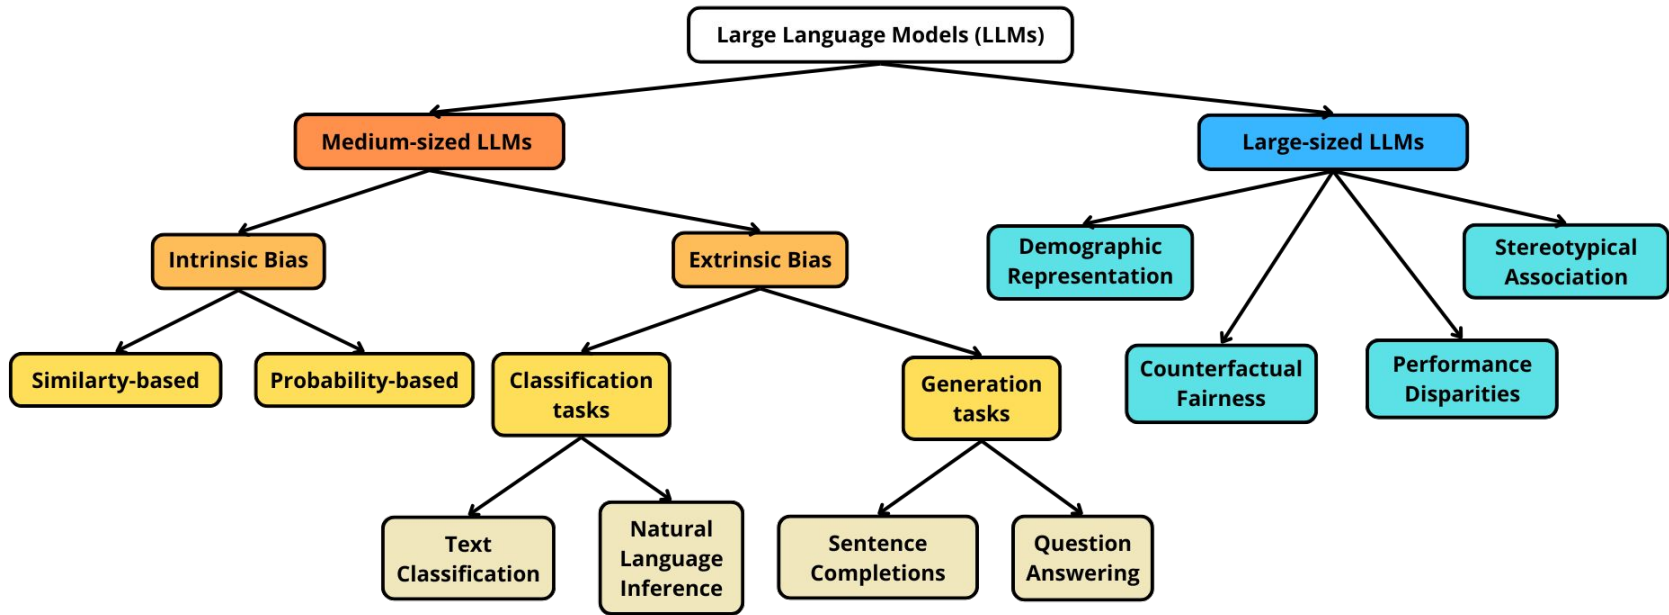 Large Language Models (LLMs)
Medium-sized LLMs
Large-sized LLMs
Intrinsic Bias
Extrinsic Bias
Demographic
Representation
Stereotypical
Association
Similarty-based
Probability-based
Classification
tasks
Generation
tasks
Counterfactual
Fairness
Performance
Disparities
Text
Classification
Natural
Language
Inference
Sentence
Completions
Question
Answering